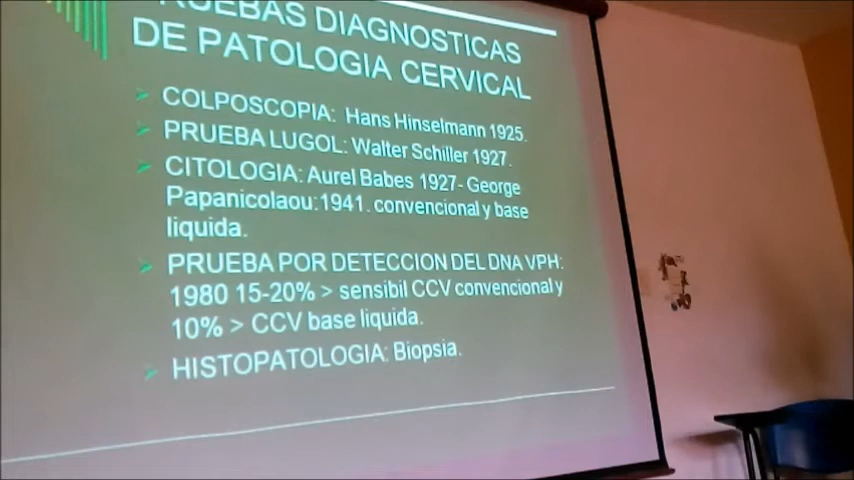 PRUEBAS DIAGNOSTICAS
DE PATOLOGIA CERVICAL
COLPOSCOPIA: Hans Hinselmann 1925.
PRUEBA LUGOL: Walter Schiller 1927.
CITOLOGIA: Aurel Babes 1927- George
Papanicolaou:1941. convencional y base
liquida.
PRUEBA POR DETECCION DEL DNA VPH:
1980 15-20% > sensibil CCV convencional y
10% > CCV base liquida.
HISTOPATOLOGIA: Biopsia.